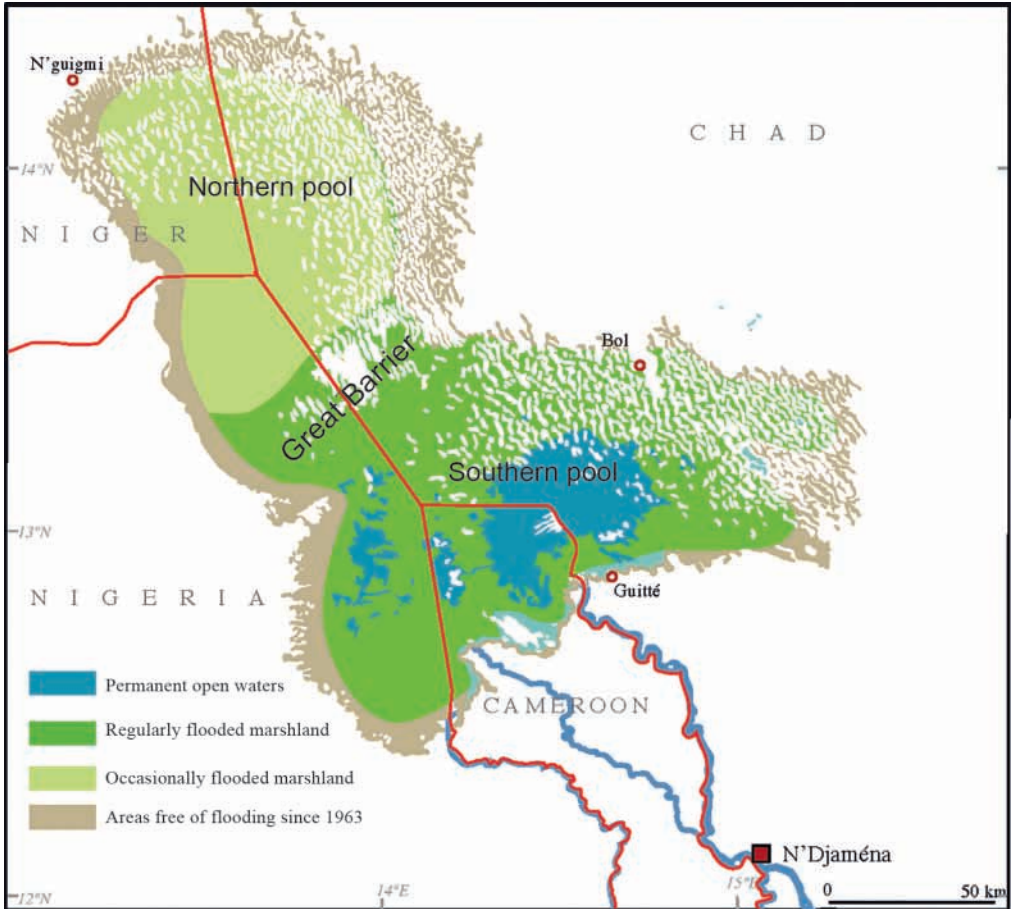 N'guigmi
CHAD
14°N
Northern pool
NIGER
Bol
Great Barrier
Southern pool
13°N
Guitté
NIGERIA
Permanent open waters
CAMEROON
Regularly flooded marshland
Occasionally flooded marshland
Areas free of flooding since 1963
N'Djaména
14°E
15°E
12°N
0 50 km